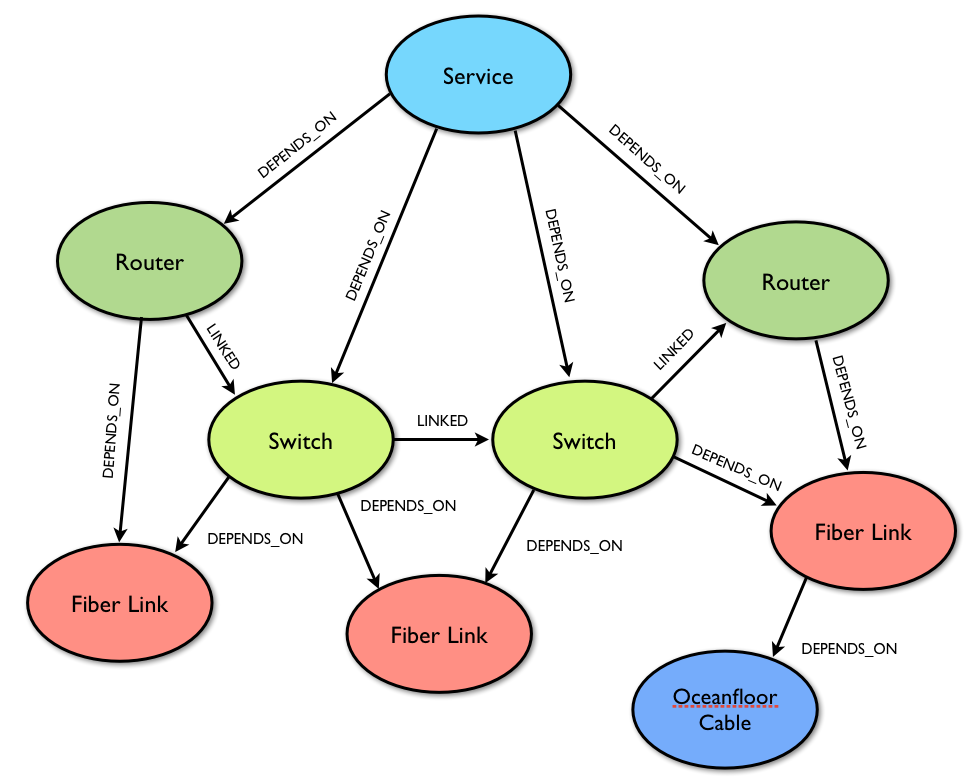 Service
DEPENDS_ON
DEPENDS_ON
DEPENDS_ON
DEPENDS_ON
Router
Router
LINKED
LINKED
DEPENDS_ON
DEPENDS_ON
Switch
LINKED
Switch
DEPENDS_ON
DEPENDS_ON
DEPENDS_ON
DEPENDS_ON
Fiber Link
Fiber Link
Fiber Link
DEPENDS_ON
Oceanfloor
Cable